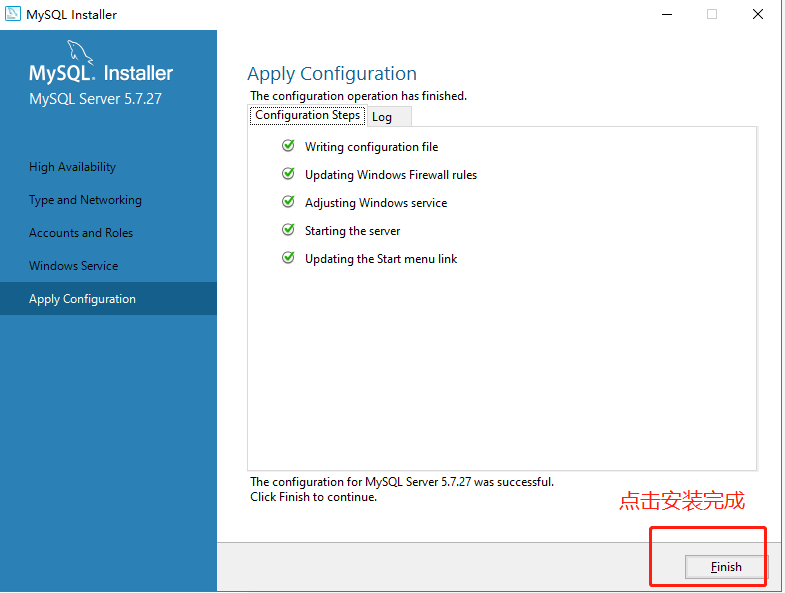 MySQL Installer
MySQL. Installer
MySQL Server 5.7.27
High Availability
Type and Networking
Accounts and Roles
Windows Service
Apply Configuration
Apply Configuration
The configuration operation has finished.
Configuration Steps
Log
Writing configuration file
Updating Windows Firewall rules
Adjusting Windows service
Starting the server
Updating the Start menu link
The configuration for MySQL Server 5.7.27 was successful.
Click Finish to continue.
点击安装完成
Finish